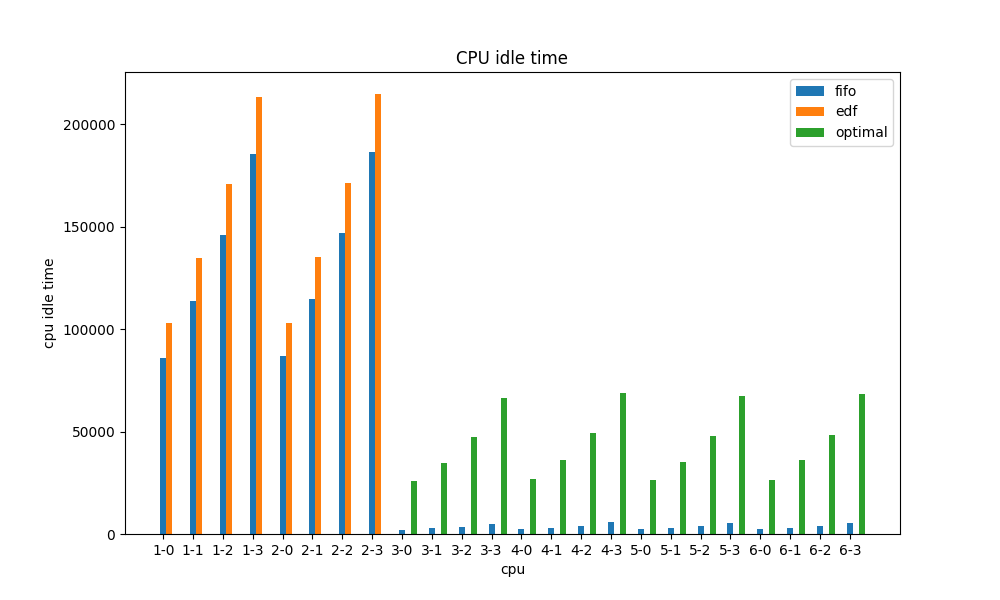 CPU idle time
fifo
edf
optimal
200000
150000
100000
50000
0
cpu idle time
1-0 1-1 1-2 1-3 2-0 2-1 2-2 2-3 3-0 3-1 3-2 3-3 4-0 4-1 4-2 4-3 5-0 5-1 5-2 5-3 6-0 6-1 6-2 6-3
cpu